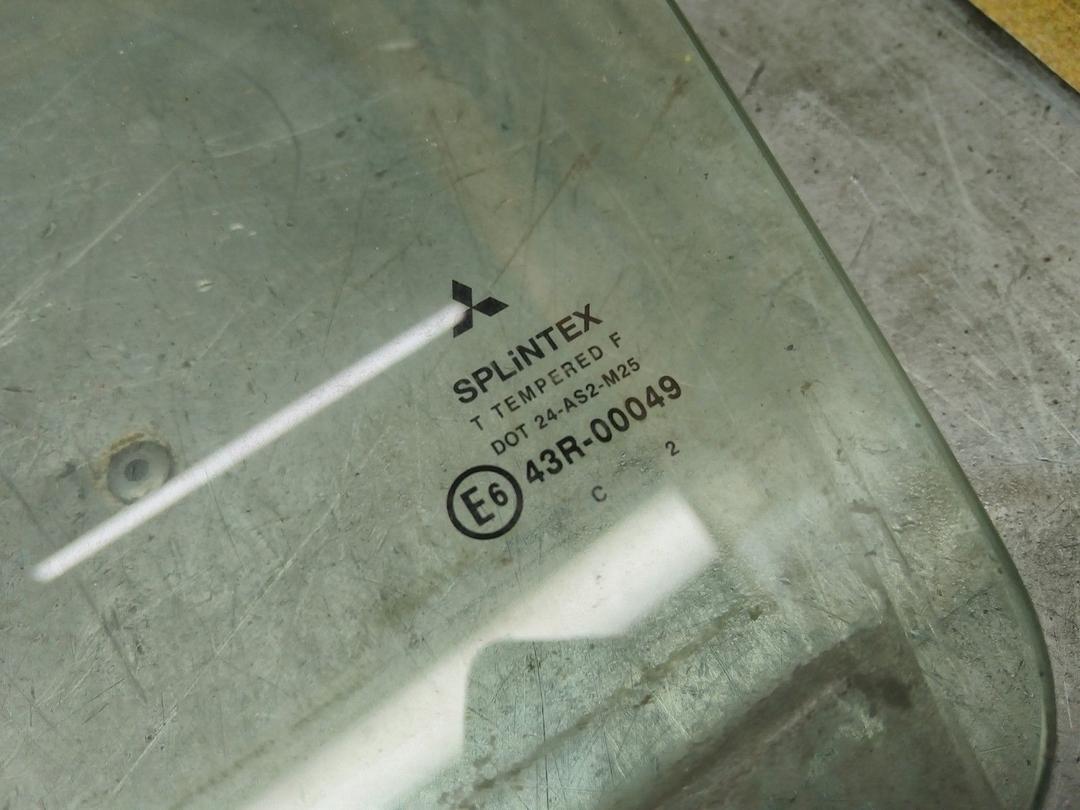 SPLiNTEX
T TEMPERED F
DOT 24-AS2-M25
E6 43R-00049
C 2